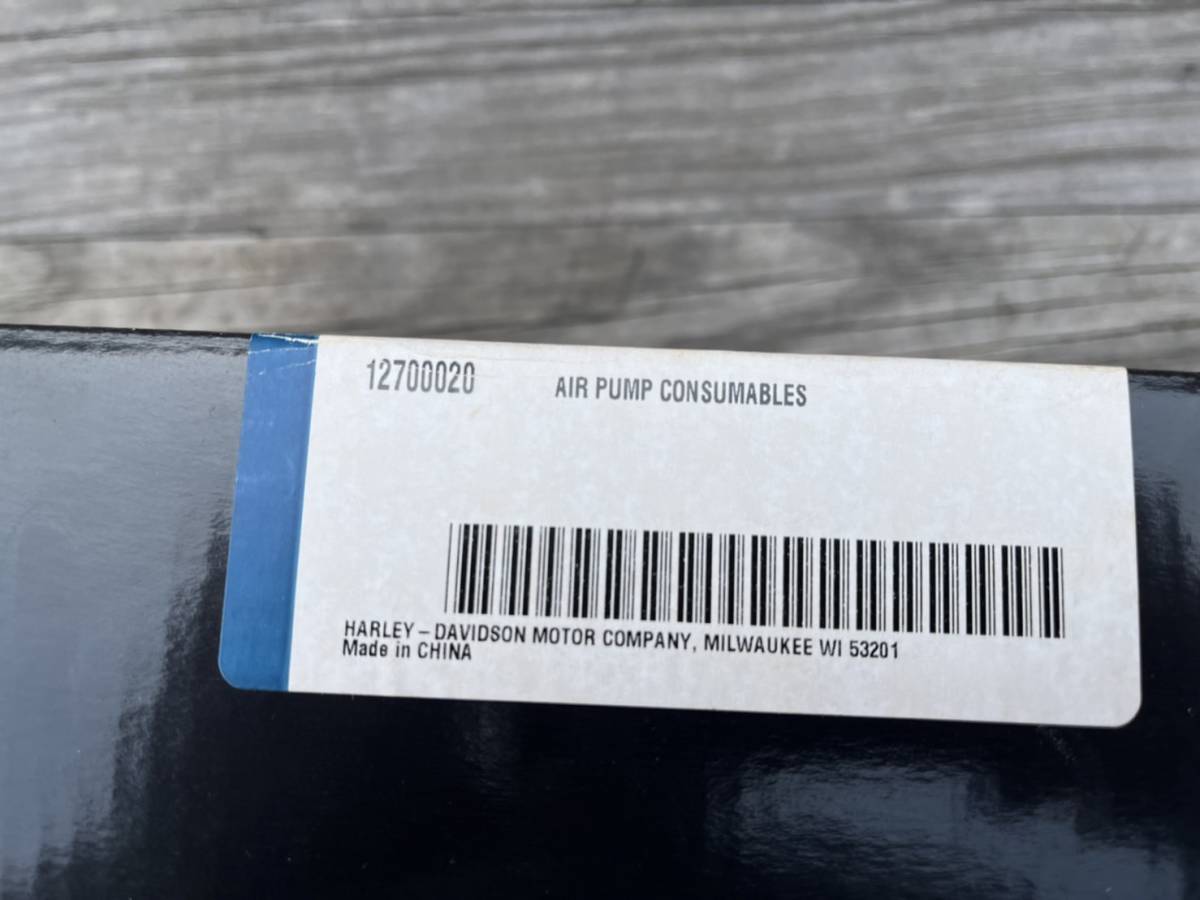 12700020 AIR PUMP CONSUMABLES
HARLEY – DAVIDSON MOTOR COMPANY, MILWAUKEE WI 53201
Made in CHINA